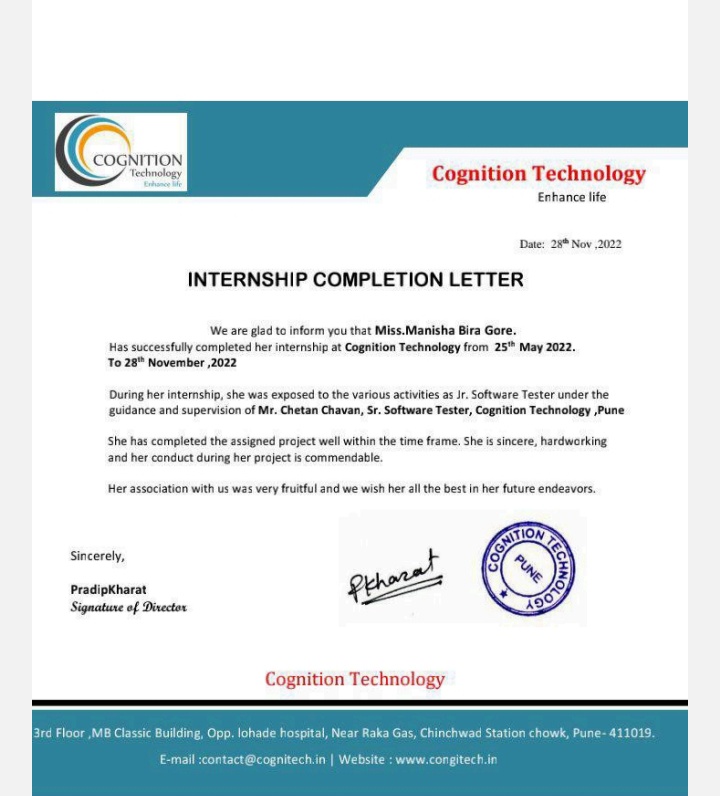 COGNITION
Technology
Enhance life
Cognition Technology
Enhance life
Date: 28th Nov ,2022
INTERNSHIP COMPLETION LETTER
We are glad to inform you that Miss.Manisha Bira Gore.
Has successfully completed her internship at Cognition Technology from 25th May 2022.
To 28th November ,2022
During her internship, she was exposed to the various activities as Jr. Software Tester under the
guidance and supervision of Mr. Chetan Chavan, Sr. Software Tester, Cognition Technology ,Pune
She has completed the assigned project well within the time frame. She is sincere, hardworking
and her conduct during her project is commendable.
Her association with us was very fruitful and we wish her all the best in her future endeavors.
Sincerely,
PradipKharat
Signature of Director
Pkharat
COGNITION TECHNOLOGY
PUNE
Cognition Technology
3rd Floor ,MB Classic Building, Opp. lohade hospital, Near Raka Gas, Chinchwad Station chowk, Pune- 411019.
E-mail :contact@cognitech.in | Website : www.congitech.in